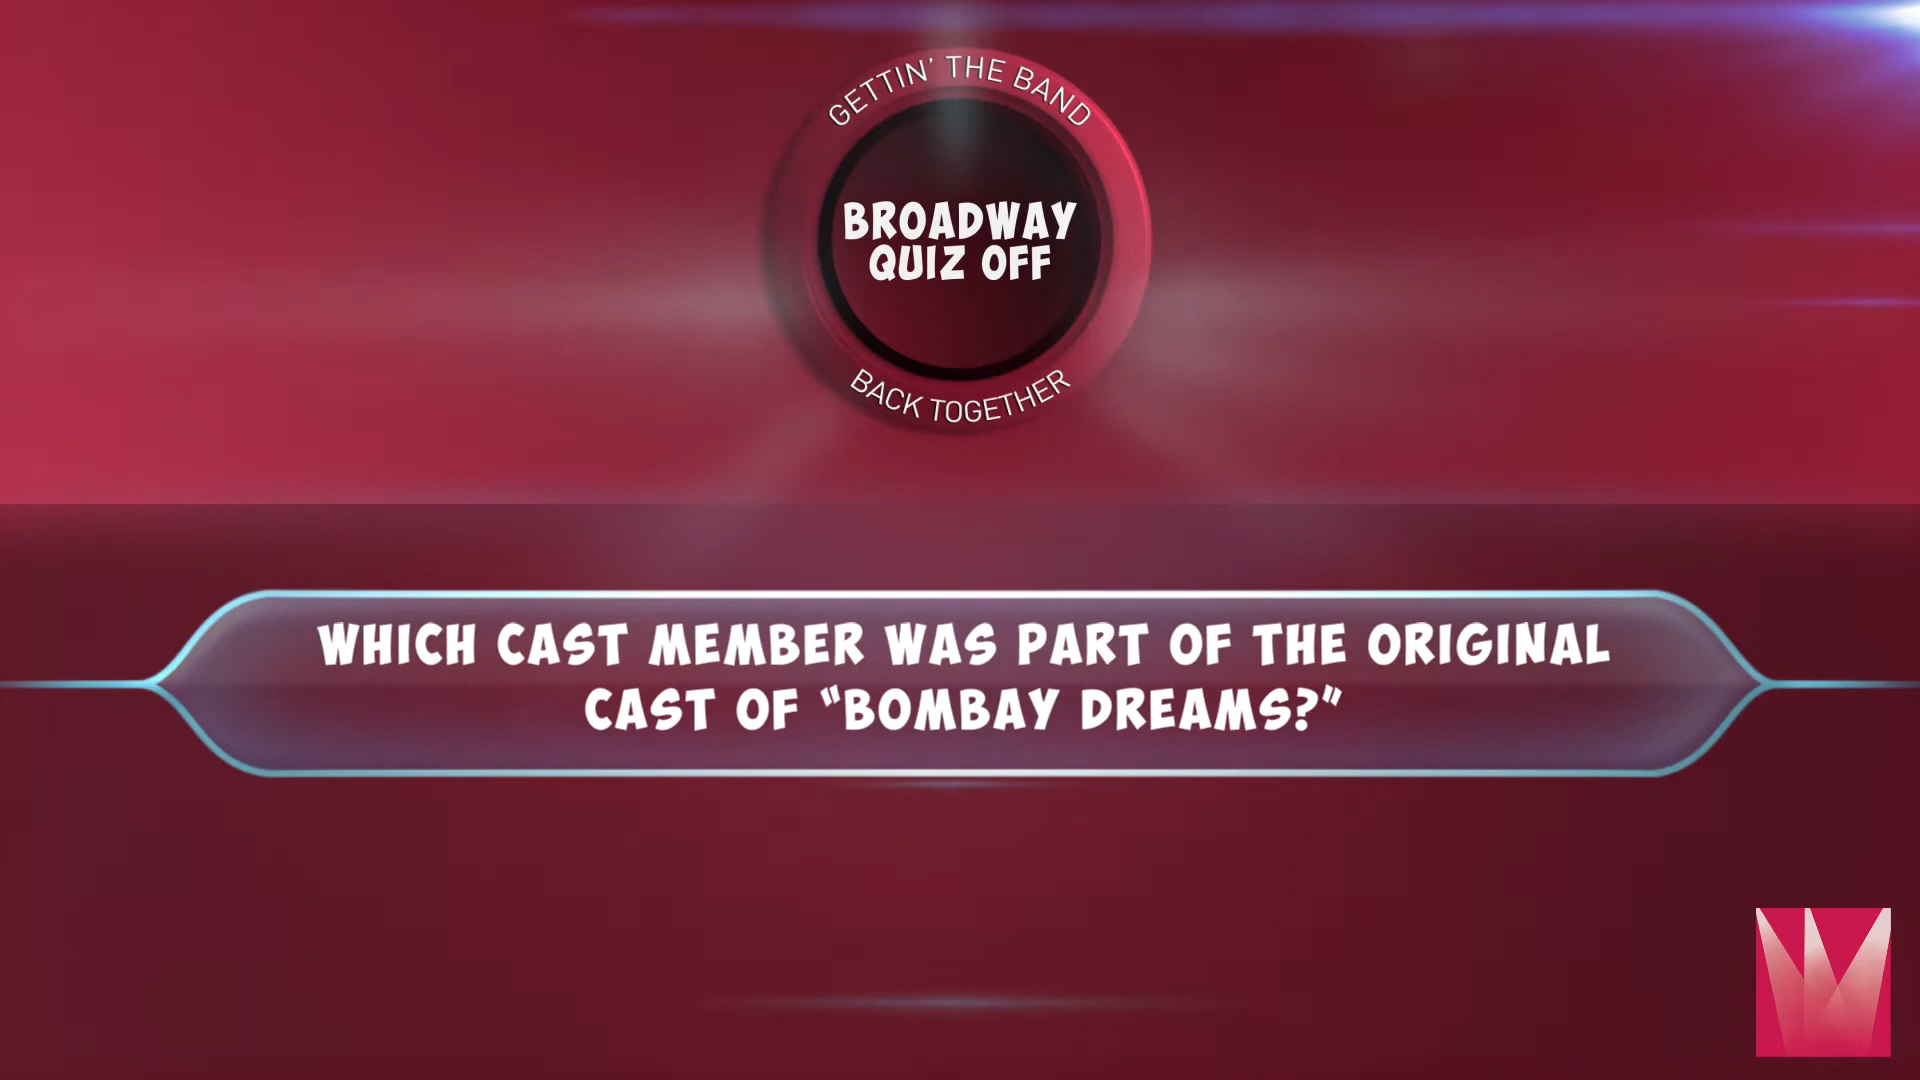 GETTIN' THE BAND
BROADWAY
QUIZ OFF
BACK TOGETHER
WHICH CAST MEMBER WAS PART OF THE ORIGINAL
CAST OF "BOMBAY DREAMS?"